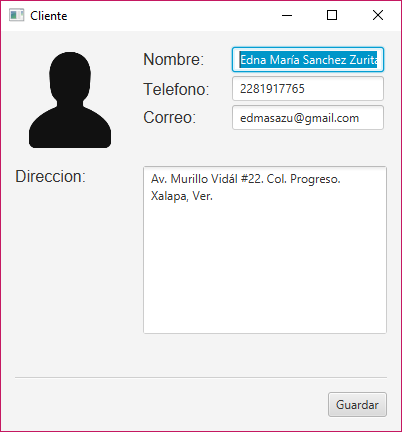 Cliente
Nombre: Edna María Sanchez Zurita
Telefono: 2281917765
Correo: edmasazu@gmail.com
Direccion: Av. Murillo Vidál #22. Col. Progreso.
Xalapa, Ver.
Guardar